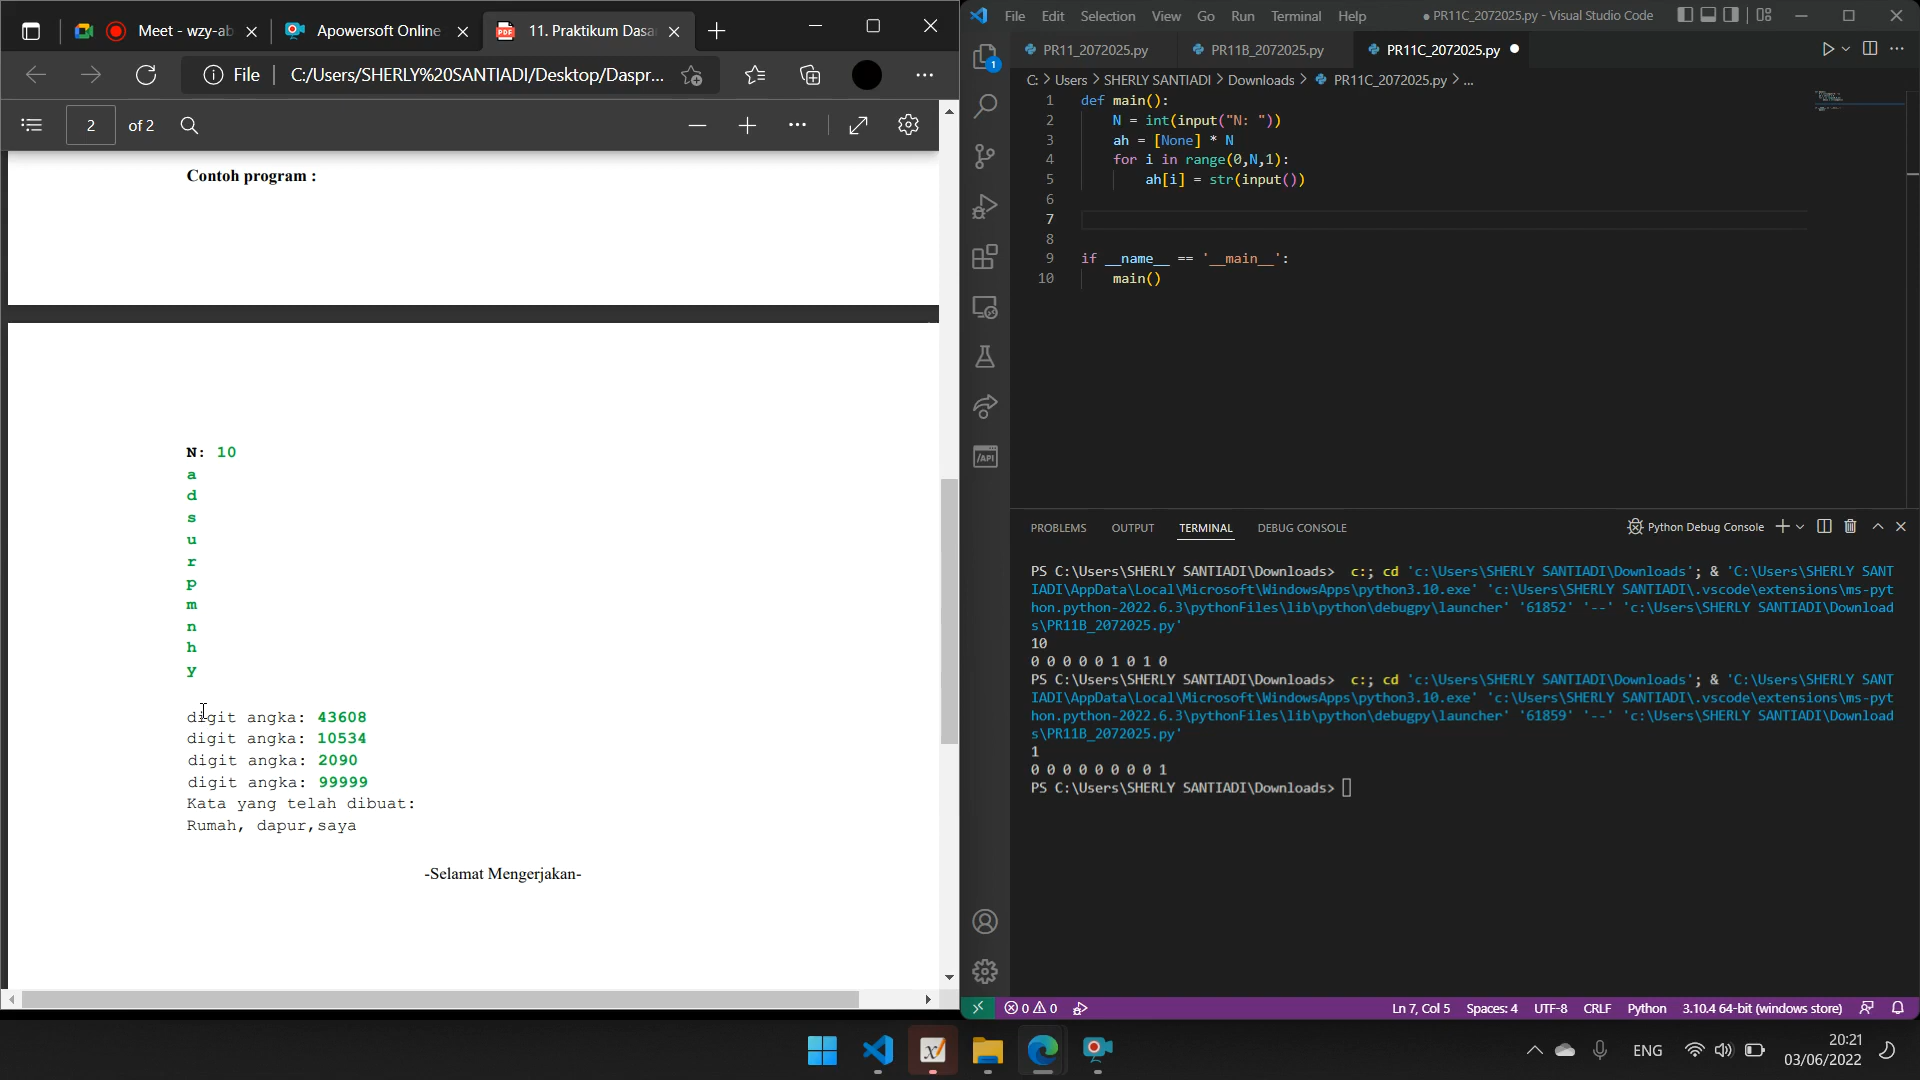 Meet - wzy-ab
Apowersoft Online
11. Praktikum Dasa
File
C:/Users/SHERLY%20SANTIADI/Desktop/Daspr...
2
of 2
Contoh program :
N: 10
a
d
s
u
r
p
m
n
h
y
digit angka: 43608
digit angka: 10534
digit angka: 2090
digit angka: 99999
Kata yang telah dibuat:
Rumah, dapur,saya
-Selamat Mengerjakan-
File Edit Selection View Go Run Terminal Help
● PR11C_2072025.py - Visual Studio Code
PR11_2072025.py
PR11B_2072025.py
PR11C_2072025.py
C: > Users > SHERLY SANTIADI > Downloads > PR11C_2072025.py > ...
1 def main():
2 N = int(input("N: "))
3 ah = [None] * N
4 for i in range(0,N,1):
5 ah[i] = str(input())
6
7
8
9 if __name__ == '__main__':
10 main()
PROBLEMS OUTPUT TERMINAL DEBUG CONSOLE
Python Debug Console
PS C:\Users\SHERLY SANTIADI\Downloads> c:; cd 'c:\Users\SHERLY SANTIADI\Downloads'; & 'C:\Users\SHERLY SANT
IADI\AppData\Local\Microsoft\WindowsApps\python3.10.exe' 'c:\Users\SHERLY SANTIADI\.vscode\extensions\ms-pyt
hon.python-2022.6.3\pythonFiles\lib\python\debugpy\launcher' '61852' '--' 'c:\Users\SHERLY SANTIADI\Download
s\PR11B_2072025.py'
10
0 0 0 0 0 1 0 1 0
PS C:\Users\SHERLY SANTIADI\Downloads> c:; cd 'c:\Users\SHERLY SANTIADI\Downloads'; & 'C:\Users\SHERLY SANT
IADI\AppData\Local\Microsoft\WindowsApps\python3.10.exe' 'c:\Users\SHERLY SANTIADI\.vscode\extensions\ms-pyt
hon.python-2022.6.3\pythonFiles\lib\python\debugpy\launcher' '61859' '--' 'c:\Users\SHERLY SANTIADI\Download
s\PR11B_2072025.py'
1
0 0 0 0 0 0 0 0 1
PS C:\Users\SHERLY SANTIADI\Downloads>
/API
1
0 0
Ln 7, Col 5 Spaces: 4 UTF-8 CRLF Python 3.10.4 64-bit (windows store)
ENG
20:21
03/06/2022